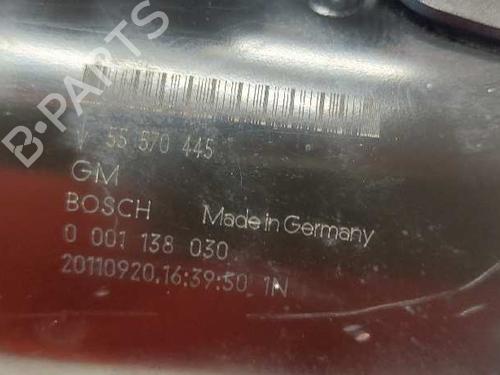 B-PARTS
V 55 570 445
GM
BOSCH Made in Germany
0 001 138 030
20110920.16:39:50 1N